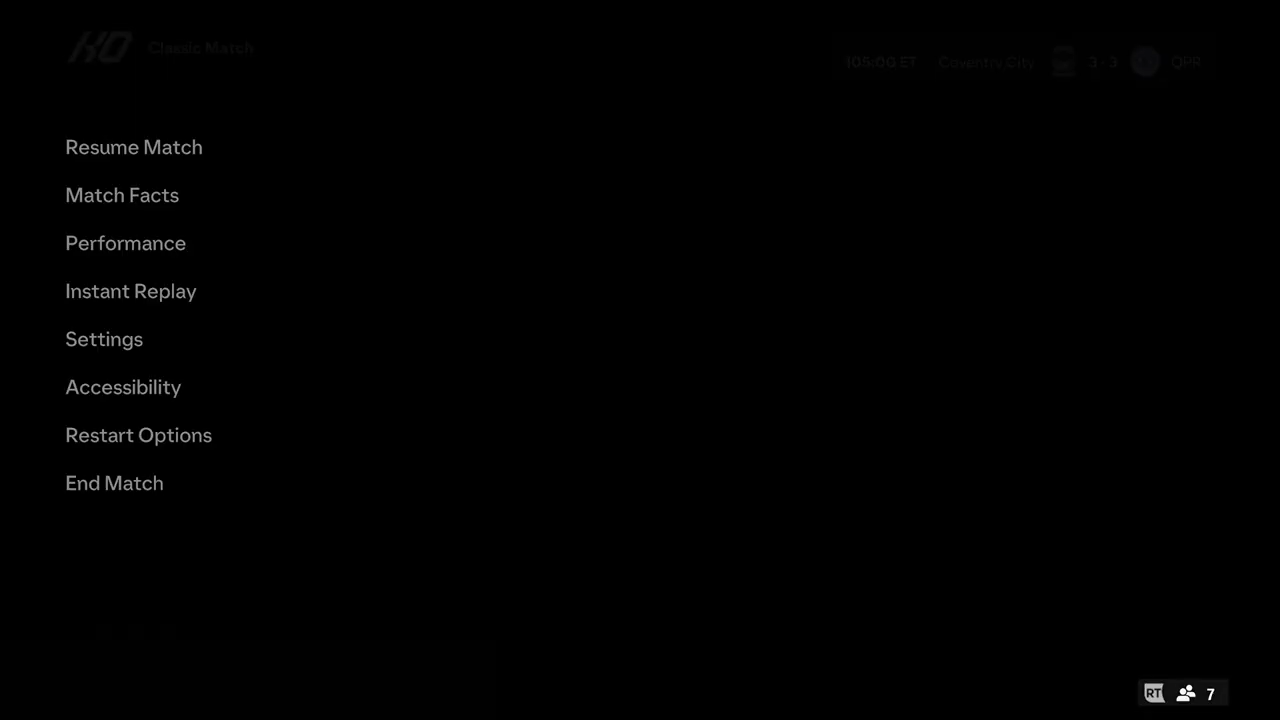 KO Classic Match
105:00 ET Coventry City 3 - 3 QPR
Resume Match
Match Facts
Performance
Instant Replay
Settings
Accessibility
Restart Options
End Match
RT 7